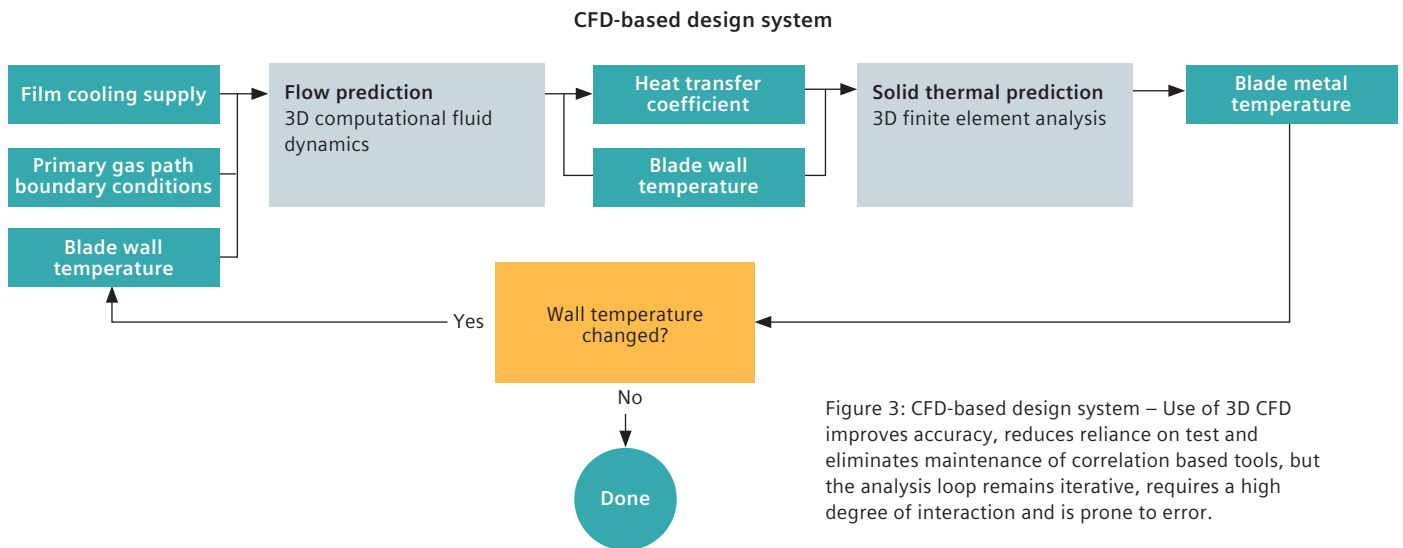 CFD-based design system
Film cooling supply
Primary gas path
boundary conditions
Blade wall
temperature
Flow prediction
3D computational fluid
dynamics
Heat transfer
coefficient
Blade wall
temperature
Solid thermal prediction
3D finite element analysis
Blade metal
temperature
Wall temperature
changed?
Yes
No
Done
Figure 3: CFD-based design system – Use of 3D CFD
improves accuracy, reduces reliance on test and
eliminates maintenance of correlation based tools, but
the analysis loop remains iterative, requires a high
degree of interaction and is prone to error.